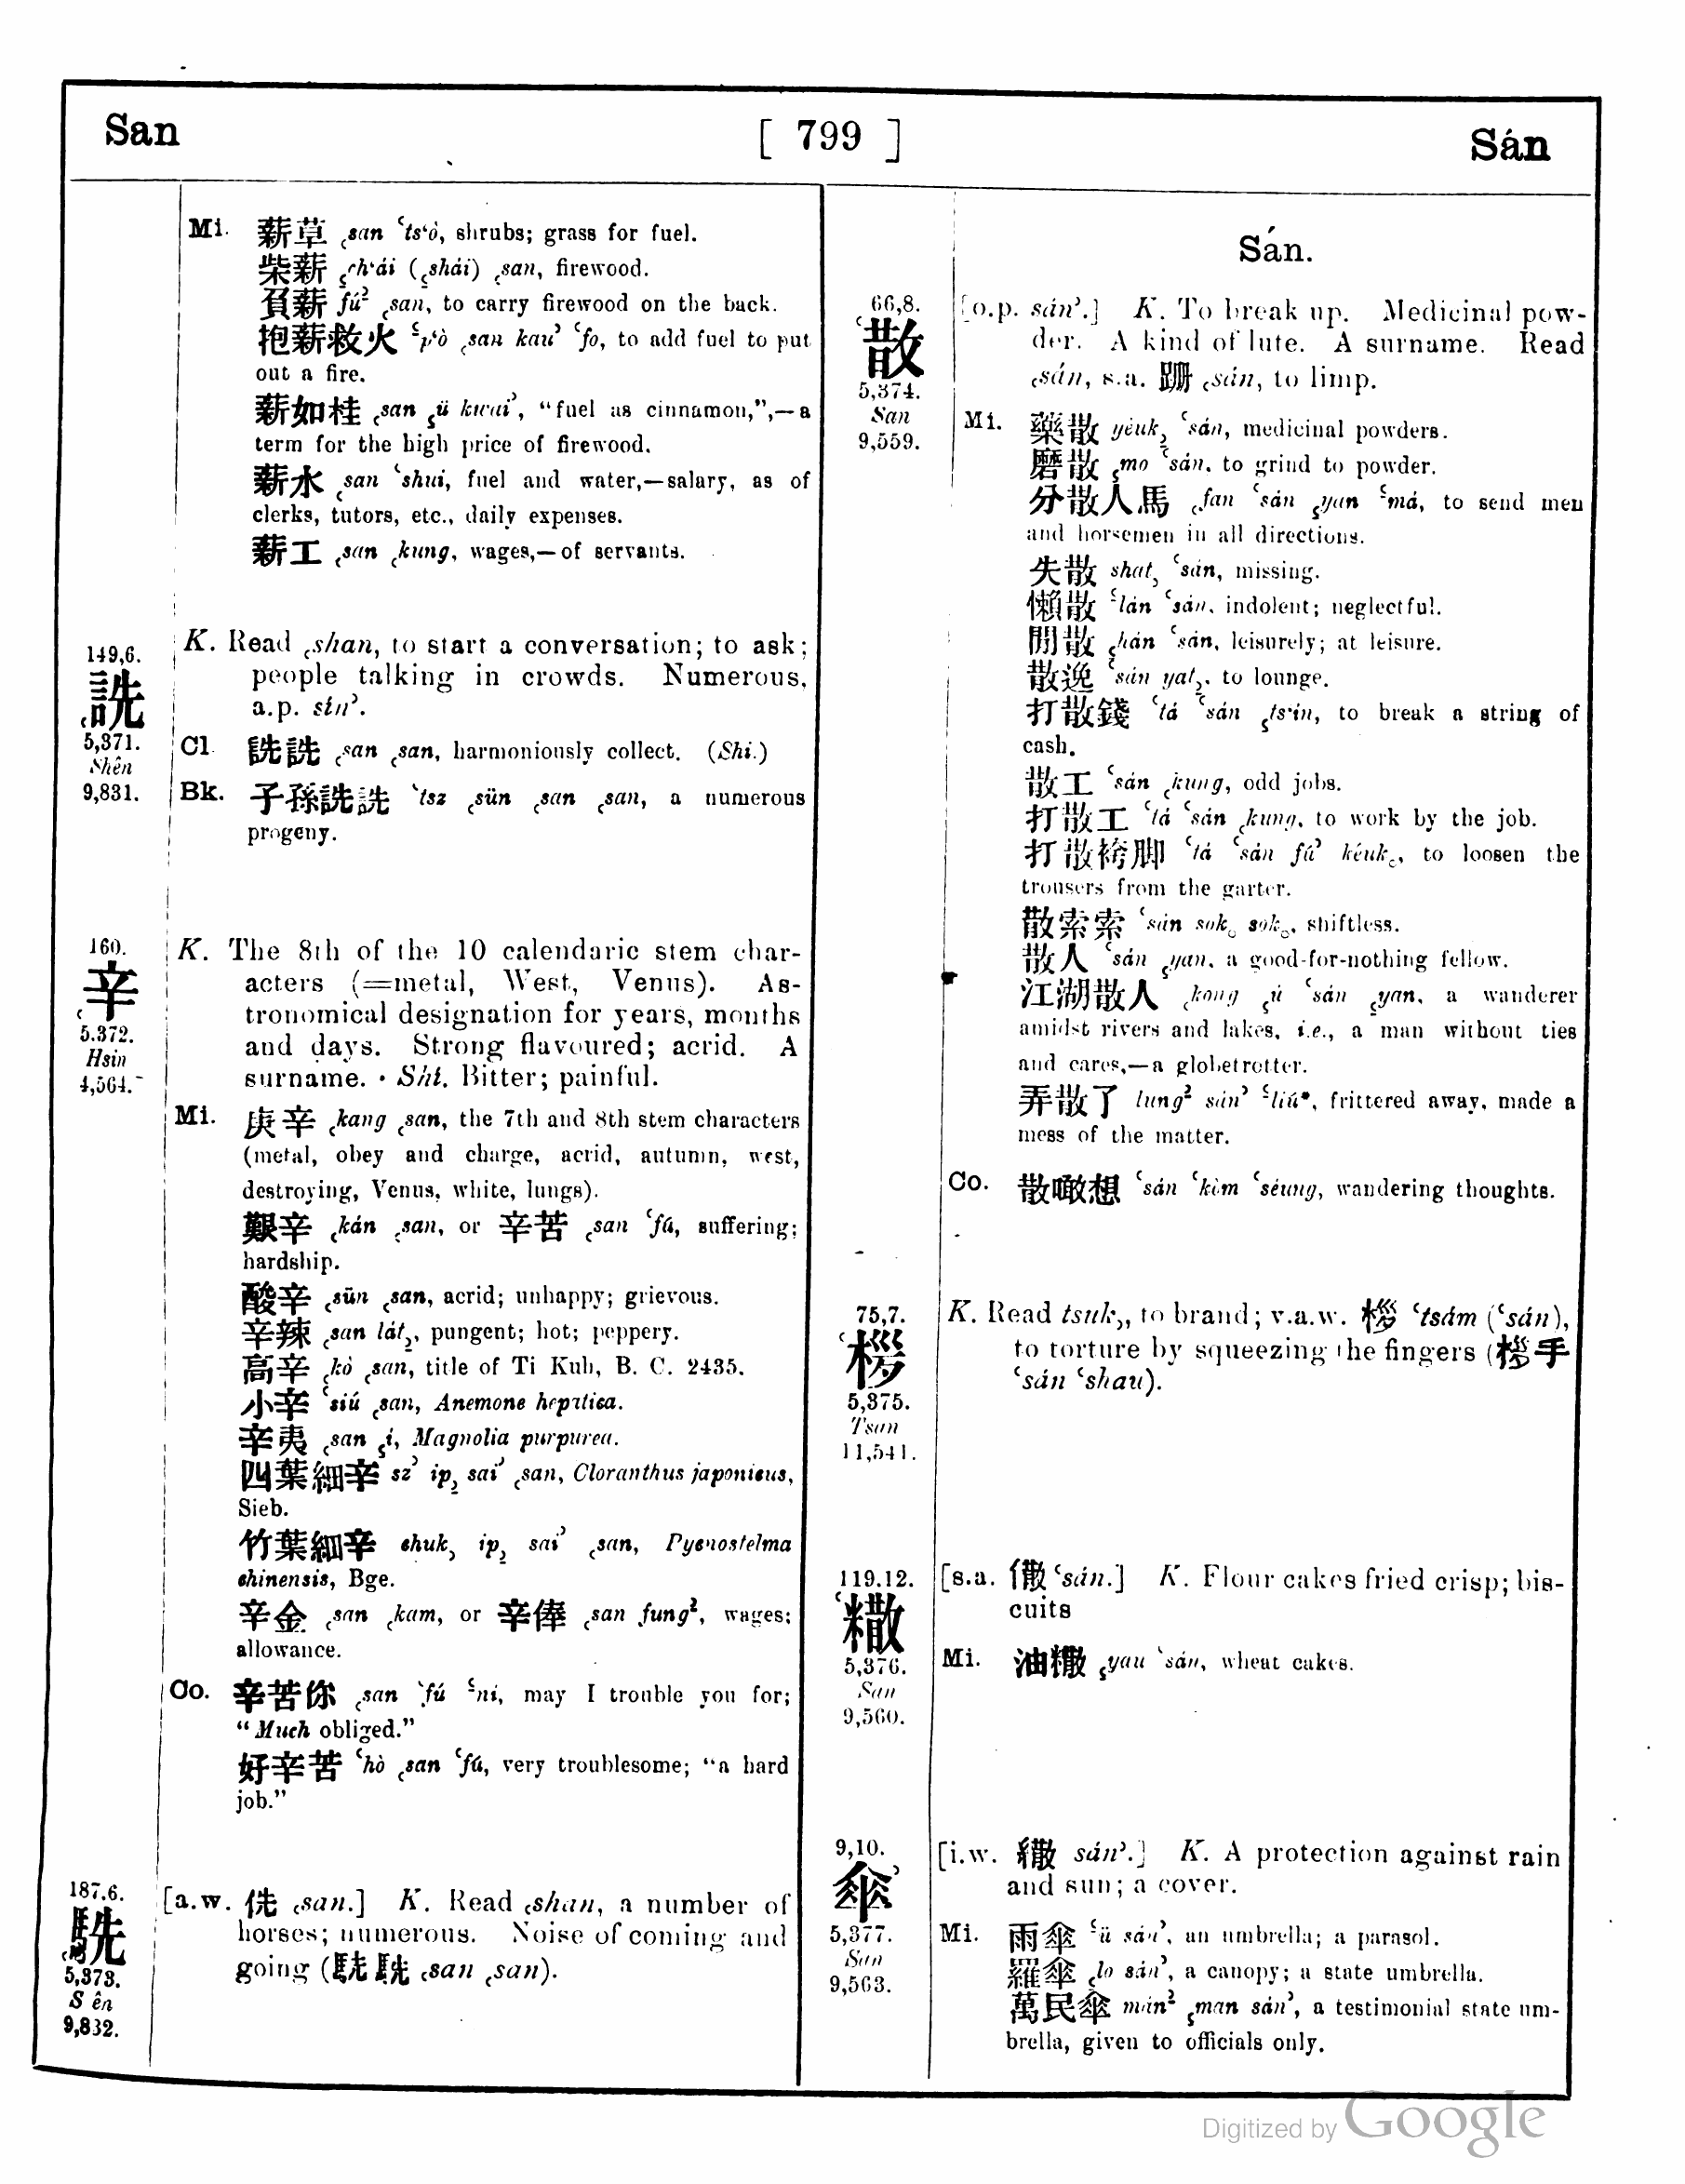 San
[ 799 ]
Sán
Mi. 薪草 ꜀san ꜂tsʻò, shrubs; grass for fuel.
柴薪 ꜁chʻái (꜁shái) ꜀san, firewood.
負薪 fú² ꜀san, to carry firewood on the back.
抱薪救火 ꜃pʻò ꜀san kau꜄ ꜂fo, to add fuel to put
out a fire.
薪如桂 ꜀san ꜁ü kwai꜄, “fuel as cinnamon,”,—a
term for the high price of firewood.
薪水 ꜀san ꜂shui, fuel and water,—salary, as of
clerks, tutors, etc., daily expenses.
薪工 ꜀san ꜀kung, wages,—of servants.
149,6.
詵
5,371.
Shên
9,831.
K. Read ꜀shan, to start a conversation; to ask;
people talking in crowds. Numerous,
a.p. sín꜄.
Cl 詵詵 ꜀san ꜀san, harmoniously collect. (Shi.)
Bk. 子孫詵詵 ꜂tsz ꜀sün ꜀san ꜀san, a numerous
progeny.
160.
辛
5.372.
Hsin
4,564.
K. The 8th of the 10 calendaric stem char-
acters (=metal, West, Venus). As-
tronomical designation for years, months
and days. Strong flavoured; acrid. A
surname. Shí. Bitter; painful.
Mi. 庚辛 ꜀kang ꜀san, the 7th and 8th stem characters
(metal, obey and charge, acrid, autumn, west,
destroying, Venus, white, lungs).
艱辛 ꜀kán ꜀san, or 辛苦 ꜀san ꜂fú, suffering;
hardship.
酸辛 ꜀sün ꜀san, acrid; unhappy; grievous.
辛辣 ꜀san lát꜇, pungent; hot; peppery.
高辛 ꜀kò ꜀san, title of Ti Kuh, B. C. 2435.
小辛 ꜂siú ꜀san, Anemone hepatica.
辛夷 ꜀san ꜁í, Magnolia purpurea.
四葉細辛 sz꜄ ip꜇ sai꜄ ꜀san, Cloranthus japonicus,
Sieb.
竹葉細辛 chuk꜆ ip꜇ sai꜄ ꜀san, Pycnostelma
chinensis, Bge.
辛金 ꜀san ꜀kam, or 辛俸 ꜀san fung², wages;
allowance.
Co. 辛苦你 ꜀san ꜂fú ꜃ni, may I trouble you for;
“Much obliged.”
好辛苦 ꜂hò ꜀san ꜂fú, very troublesome; “a hard
job.”
187.6.
駪
5,373.
S ên
9,832.
[a.w. 侁 ꜀san.] K. Read ꜀shan, a number of
horses; numerous. Noise of coming and
going (駪駪 ꜀san ꜀san).
Sán.
66,8.
散
5,374.
San
9,559.
[o.p. sán꜄.] K. To break up. Medicinal pow-
der. A kind of lute. A surname. Read
꜀sán, s.a. 跚 ꜀sán, to limp.
Mi. 藥散 yèuk꜇ ꜂sán, medicinal powders.
磨散 ꜁mo ꜂sán, to grind to powder.
分散人馬 ꜀fan ꜂sán ꜁yan ꜃má, to send men
and horsemen in all directions.
失散 shat꜆ ꜂sán, missing.
懶散 ꜃lán ꜂sán, indolent; neglectful.
閒散 ꜁hán ꜂sán, leisurely; at leisure.
散逸 ꜂sán yat꜇, to lounge.
打散錢 ꜂tá ꜂sán ꜁tsʻin, to break a string of
cash.
散工 ꜂sán ꜀kung, odd jobs.
打散工 ꜂tá ꜂sán ꜀kung, to work by the job.
打散袴脚 ꜂tá ꜂sán fú꜄ kéuk꜀, to loosen the
trousers from the garter.
散索索 ꜂sán sok꜀ sok꜀, shiftless.
散人 ꜂sán ꜁yan, a good-for-nothing fellow.
江湖散人 ꜀kong ꜁ú ꜂sán ꜁yan, a wanderer
amidst rivers and lakes, i.e., a man without ties
and cares,—a globetrotter.
弄散了 lung² sán꜄ ꜃liú*, frittered away, made a
mess of the matter.
Co. 散噉想 ꜂sán ꜂kòm ꜂séung, wandering thoughts.
75,7.
桚
5,375.
Tsan
11,541.
K. Read tsuk꜆, to brand; v.a.w. 桚 ꜂tsám (꜂sán),
to torture by squeezing the fingers (桚手
꜂sán ꜂shau).
119.12.
糤
5,376.
San
9,560.
[s.a. 饊 ꜂sán.] K. Flour cakes fried crisp; bis-
cuits
Mi. 油糤 ꜁yau ꜂sán, wheat cakes.
9,10.
傘
5,377.
San
9,563.
[i.w. 繖 sán꜄.] K. A protection against rain
and sun; a cover.
Mi. 雨傘 ꜃ü sán꜄, an umbrella; a parasol.
羅傘 ꜁lo sán꜄, a canopy; a state umbrella.
萬民傘 mán² ꜁man sán꜄, a testimonial state um-
brella, given to officials only.
Digitized by Google